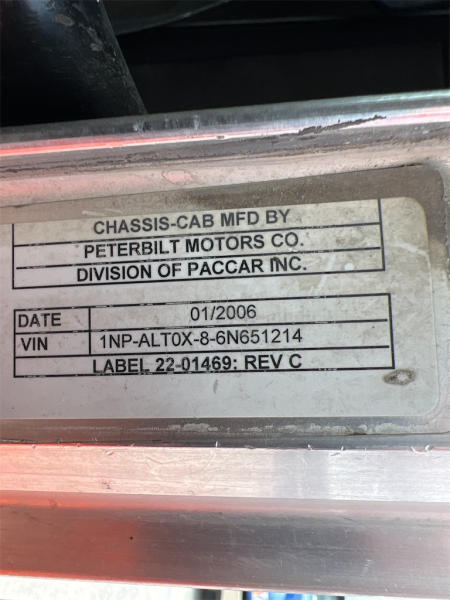 CHASSIS-CAB MFD BY
PETERBILT MOTORS CO.
DIVISION OF PACCAR INC.
DATE 01/2006
VIN 1NP-ALT0X-8-6N651214
LABEL 22-01469: REV C